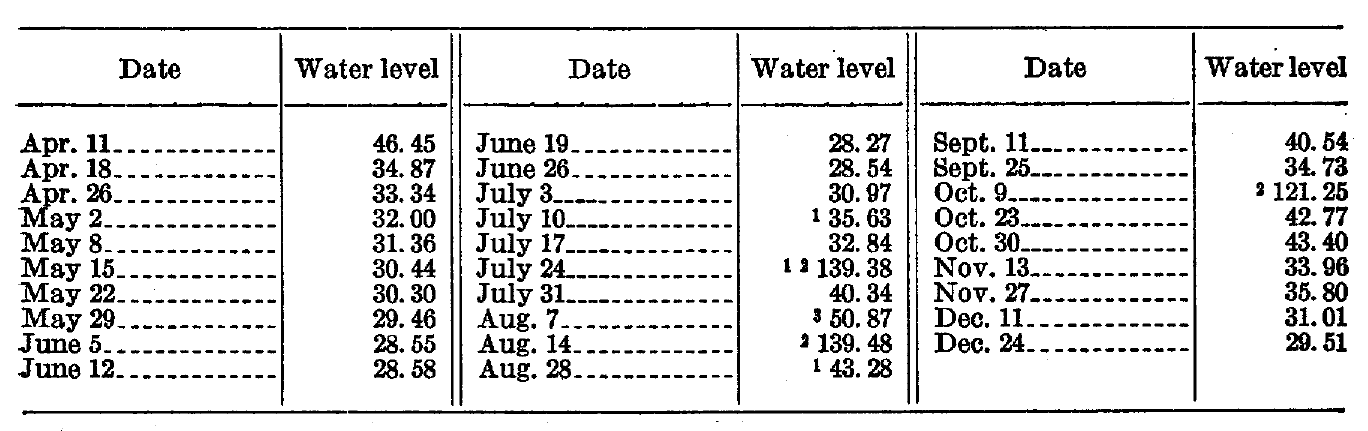 Date Water level Date Water level Date Water level
Apr. 11 46.45 June 19 28.27 Sept. 11 40.54
Apr. 18 34.87 June 26 28.54 Sept. 25 34.73
Apr. 26 33.34 July 3 30.97 Oct. 9 ² 121.25
May 2 32.00 July 10 ¹ 35.63 Oct. 23 42.77
May 8 31.36 July 17 32.84 Oct. 30 43.40
May 15 30.44 July 24 ¹ ² 139.38 Nov. 13 33.96
May 22 30.30 July 31 40.34 Nov. 27 35.80
May 29 29.46 Aug. 7 ³ 50.87 Dec. 11 31.01
June 5 28.55 Aug. 14 ² 139.48 Dec. 24 29.51
June 12 28.58 Aug. 28 ¹ 43.28